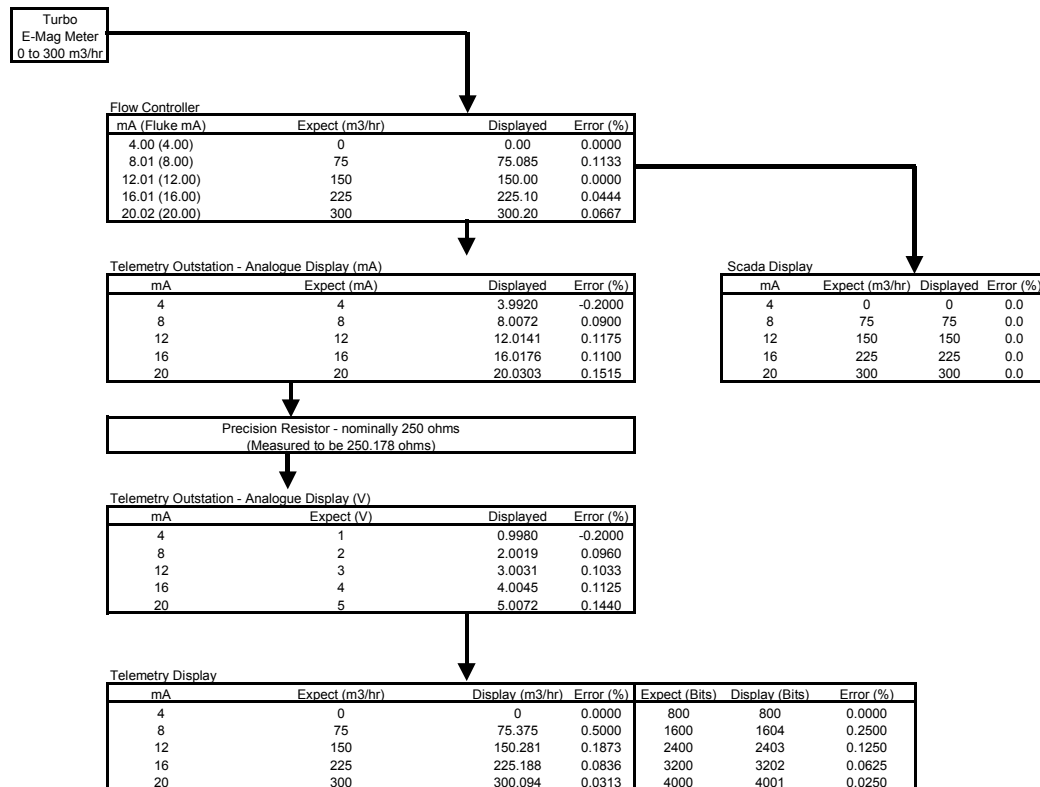 Turbo
E-Mag Meter
0 to 300 m3/hr
Flow Controller
mA (Fluke mA) Expect (m3/hr) Displayed Error (%)
4.00 (4.00) 0 0.00 0.0000
8.01 (8.00) 75 75.085 0.1133
12.01 (12.00) 150 150.00 0.0000
16.01 (16.00) 225 225.10 0.0444
20.02 (20.00) 300 300.20 0.0667
Telemetry Outstation - Analogue Display (mA)
mA Expect (mA) Displayed Error (%)
4 4 3.9920 -0.2000
8 8 8.0072 0.0900
12 12 12.0141 0.1175
16 16 16.0176 0.1100
20 20 20.0303 0.1515
Scada Display
mA Expect (m3/hr) Displayed Error (%)
4 0 0 0.0
8 75 75 0.0
12 150 150 0.0
16 225 225 0.0
20 300 300 0.0
Precision Resistor - nominally 250 ohms
(Measured to be 250.178 ohms)
Telemetry Outstation - Analogue Display (V)
mA Expect (V) Displayed Error (%)
4 1 0.9980 -0.2000
8 2 2.0019 0.0960
12 3 3.0031 0.1033
16 4 4.0045 0.1125
20 5 5.0072 0.1440
Telemetry Display
mA Expect (m3/hr) Display (m3/hr) Error (%) Expect (Bits) Display (Bits) Error (%)
4 0 0 0.0000 800 800 0.0000
8 75 75.375 0.5000 1600 1604 0.2500
12 150 150.281 0.1873 2400 2403 0.1250
16 225 225.188 0.0836 3200 3202 0.0625
20 300 300.094 0.0313 4000 4001 0.0250